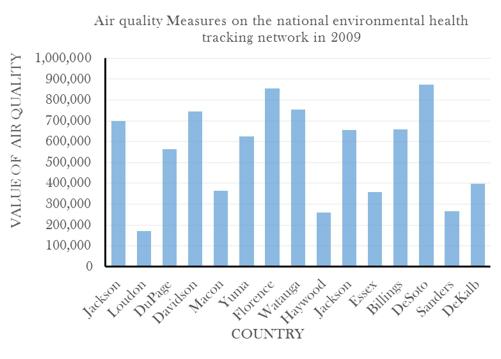 Air quality Measures on the national environmental health
tracking network in 2009
VALUE OF AIR QUALITY
1,000,000
900,000
800,000
700,000
600,000
500,000
400,000
300,000
200,000
100,000
0
Jackson
Loudon
DuPage
Davidson
Macon
Yuma
Florence
Watauga
Haywood
Jackson
Essex
Billings
DeSoto
Sanders
DeKalb
COUNTRY